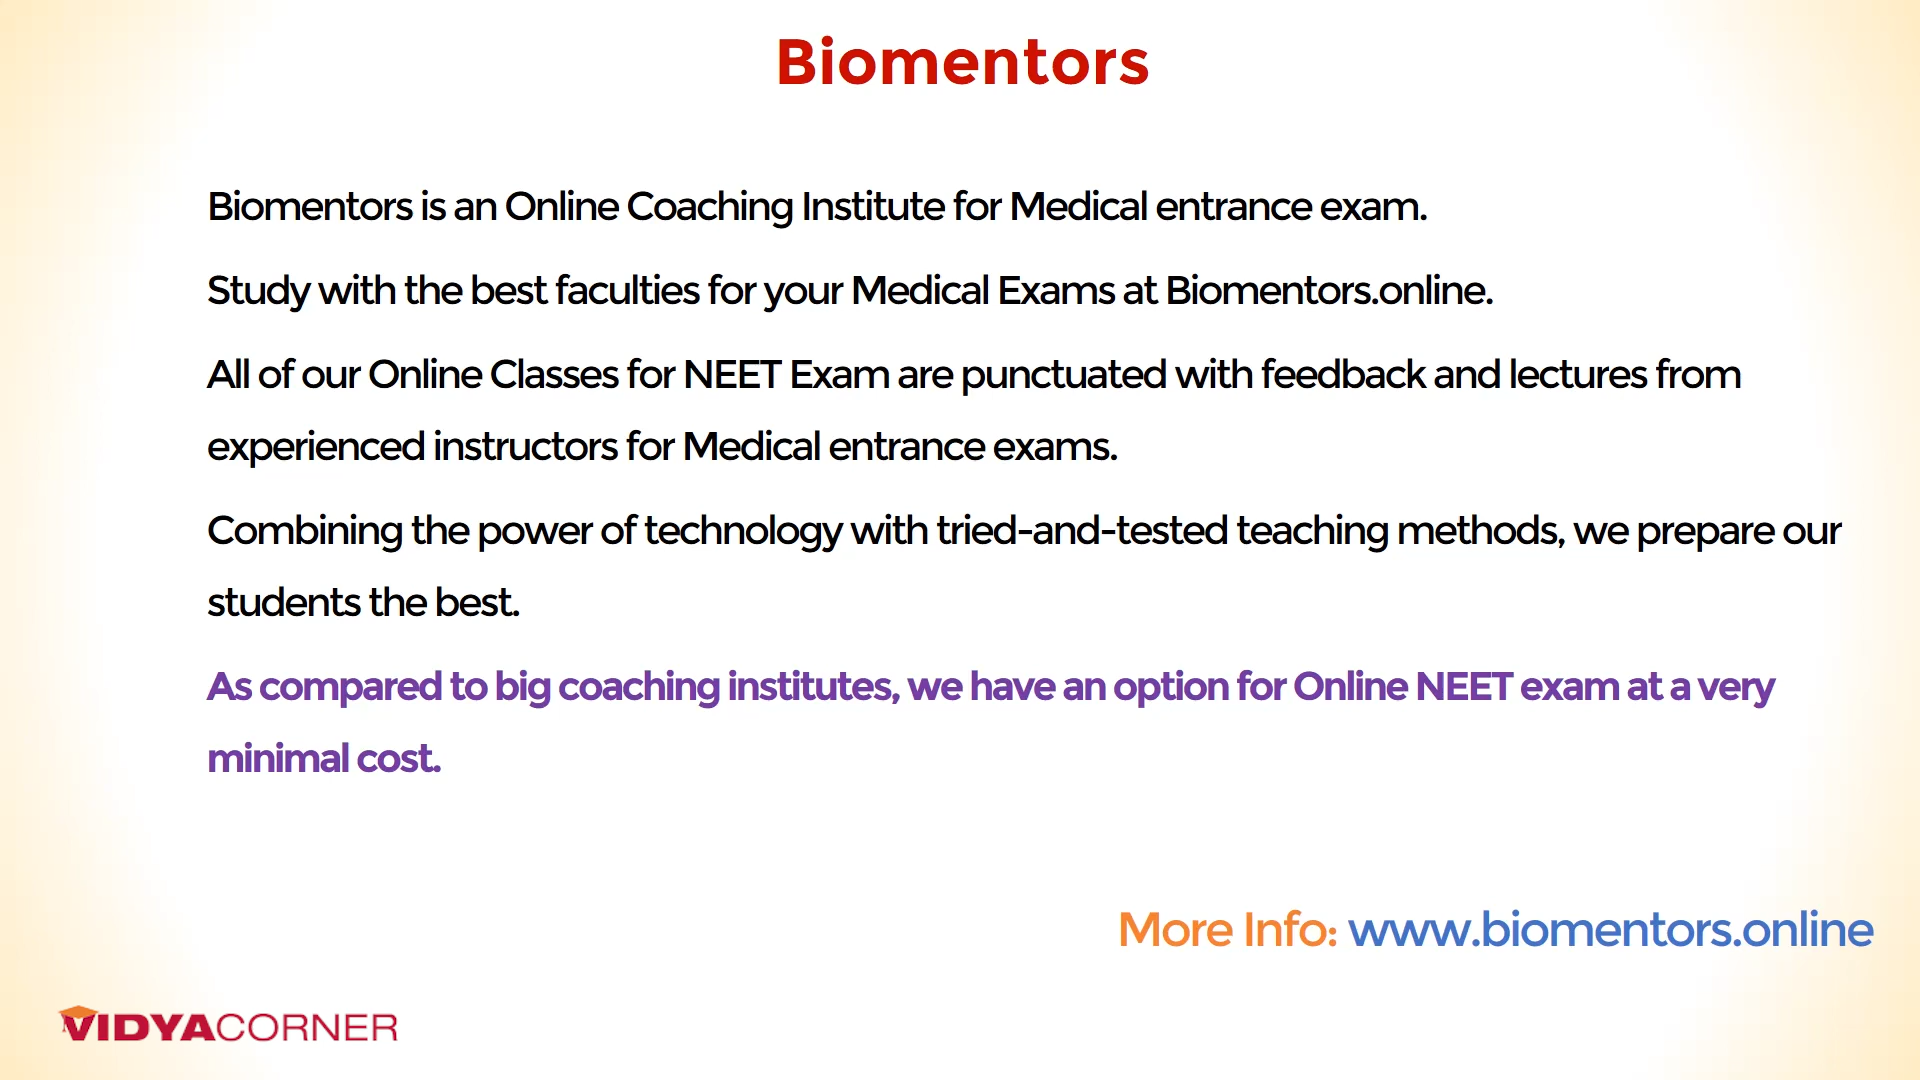 Biomentors
Biomentors is an Online Coaching Institute for Medical entrance exam.
Study with the best faculties for your Medical Exams at Biomentors.online.
All of our Online Classes for NEET Exam are punctuated with feedback and lectures from
experienced instructors for Medical entrance exams.
Combining the power of technology with tried-and-tested teaching methods, we prepare our
students the best.
As compared to big coaching institutes, we have an option for Online NEET exam at a very
minimal cost.
More Info: www.biomentors.online
VIDYACORNER